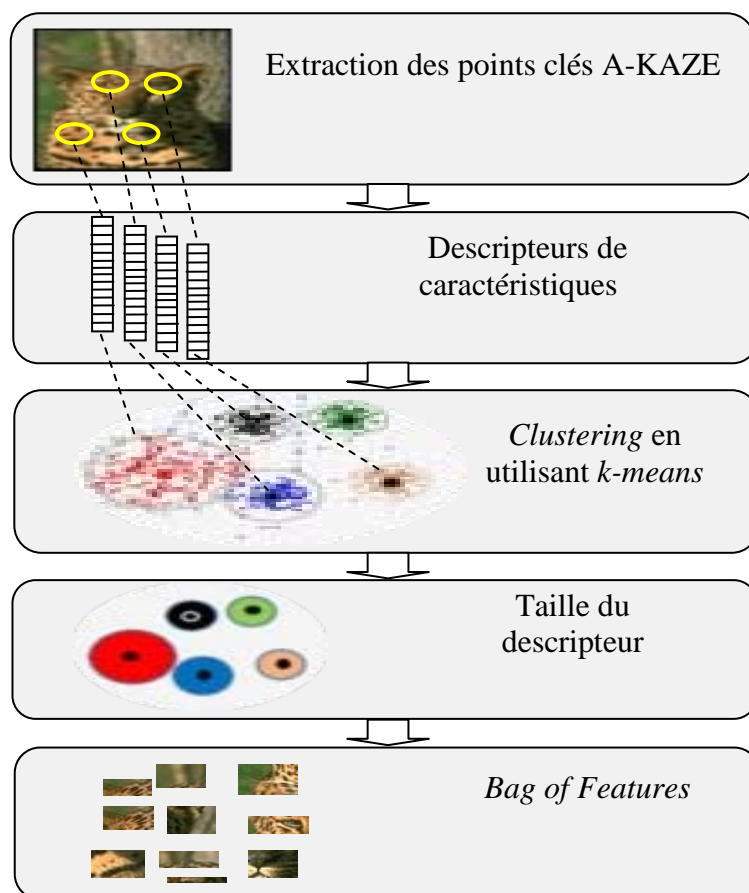 Extraction des points clés A-KAZE
Descripteurs de
caractéristiques
Clustering en
utilisant k-means
Taille du
descripteur
Bag of Features